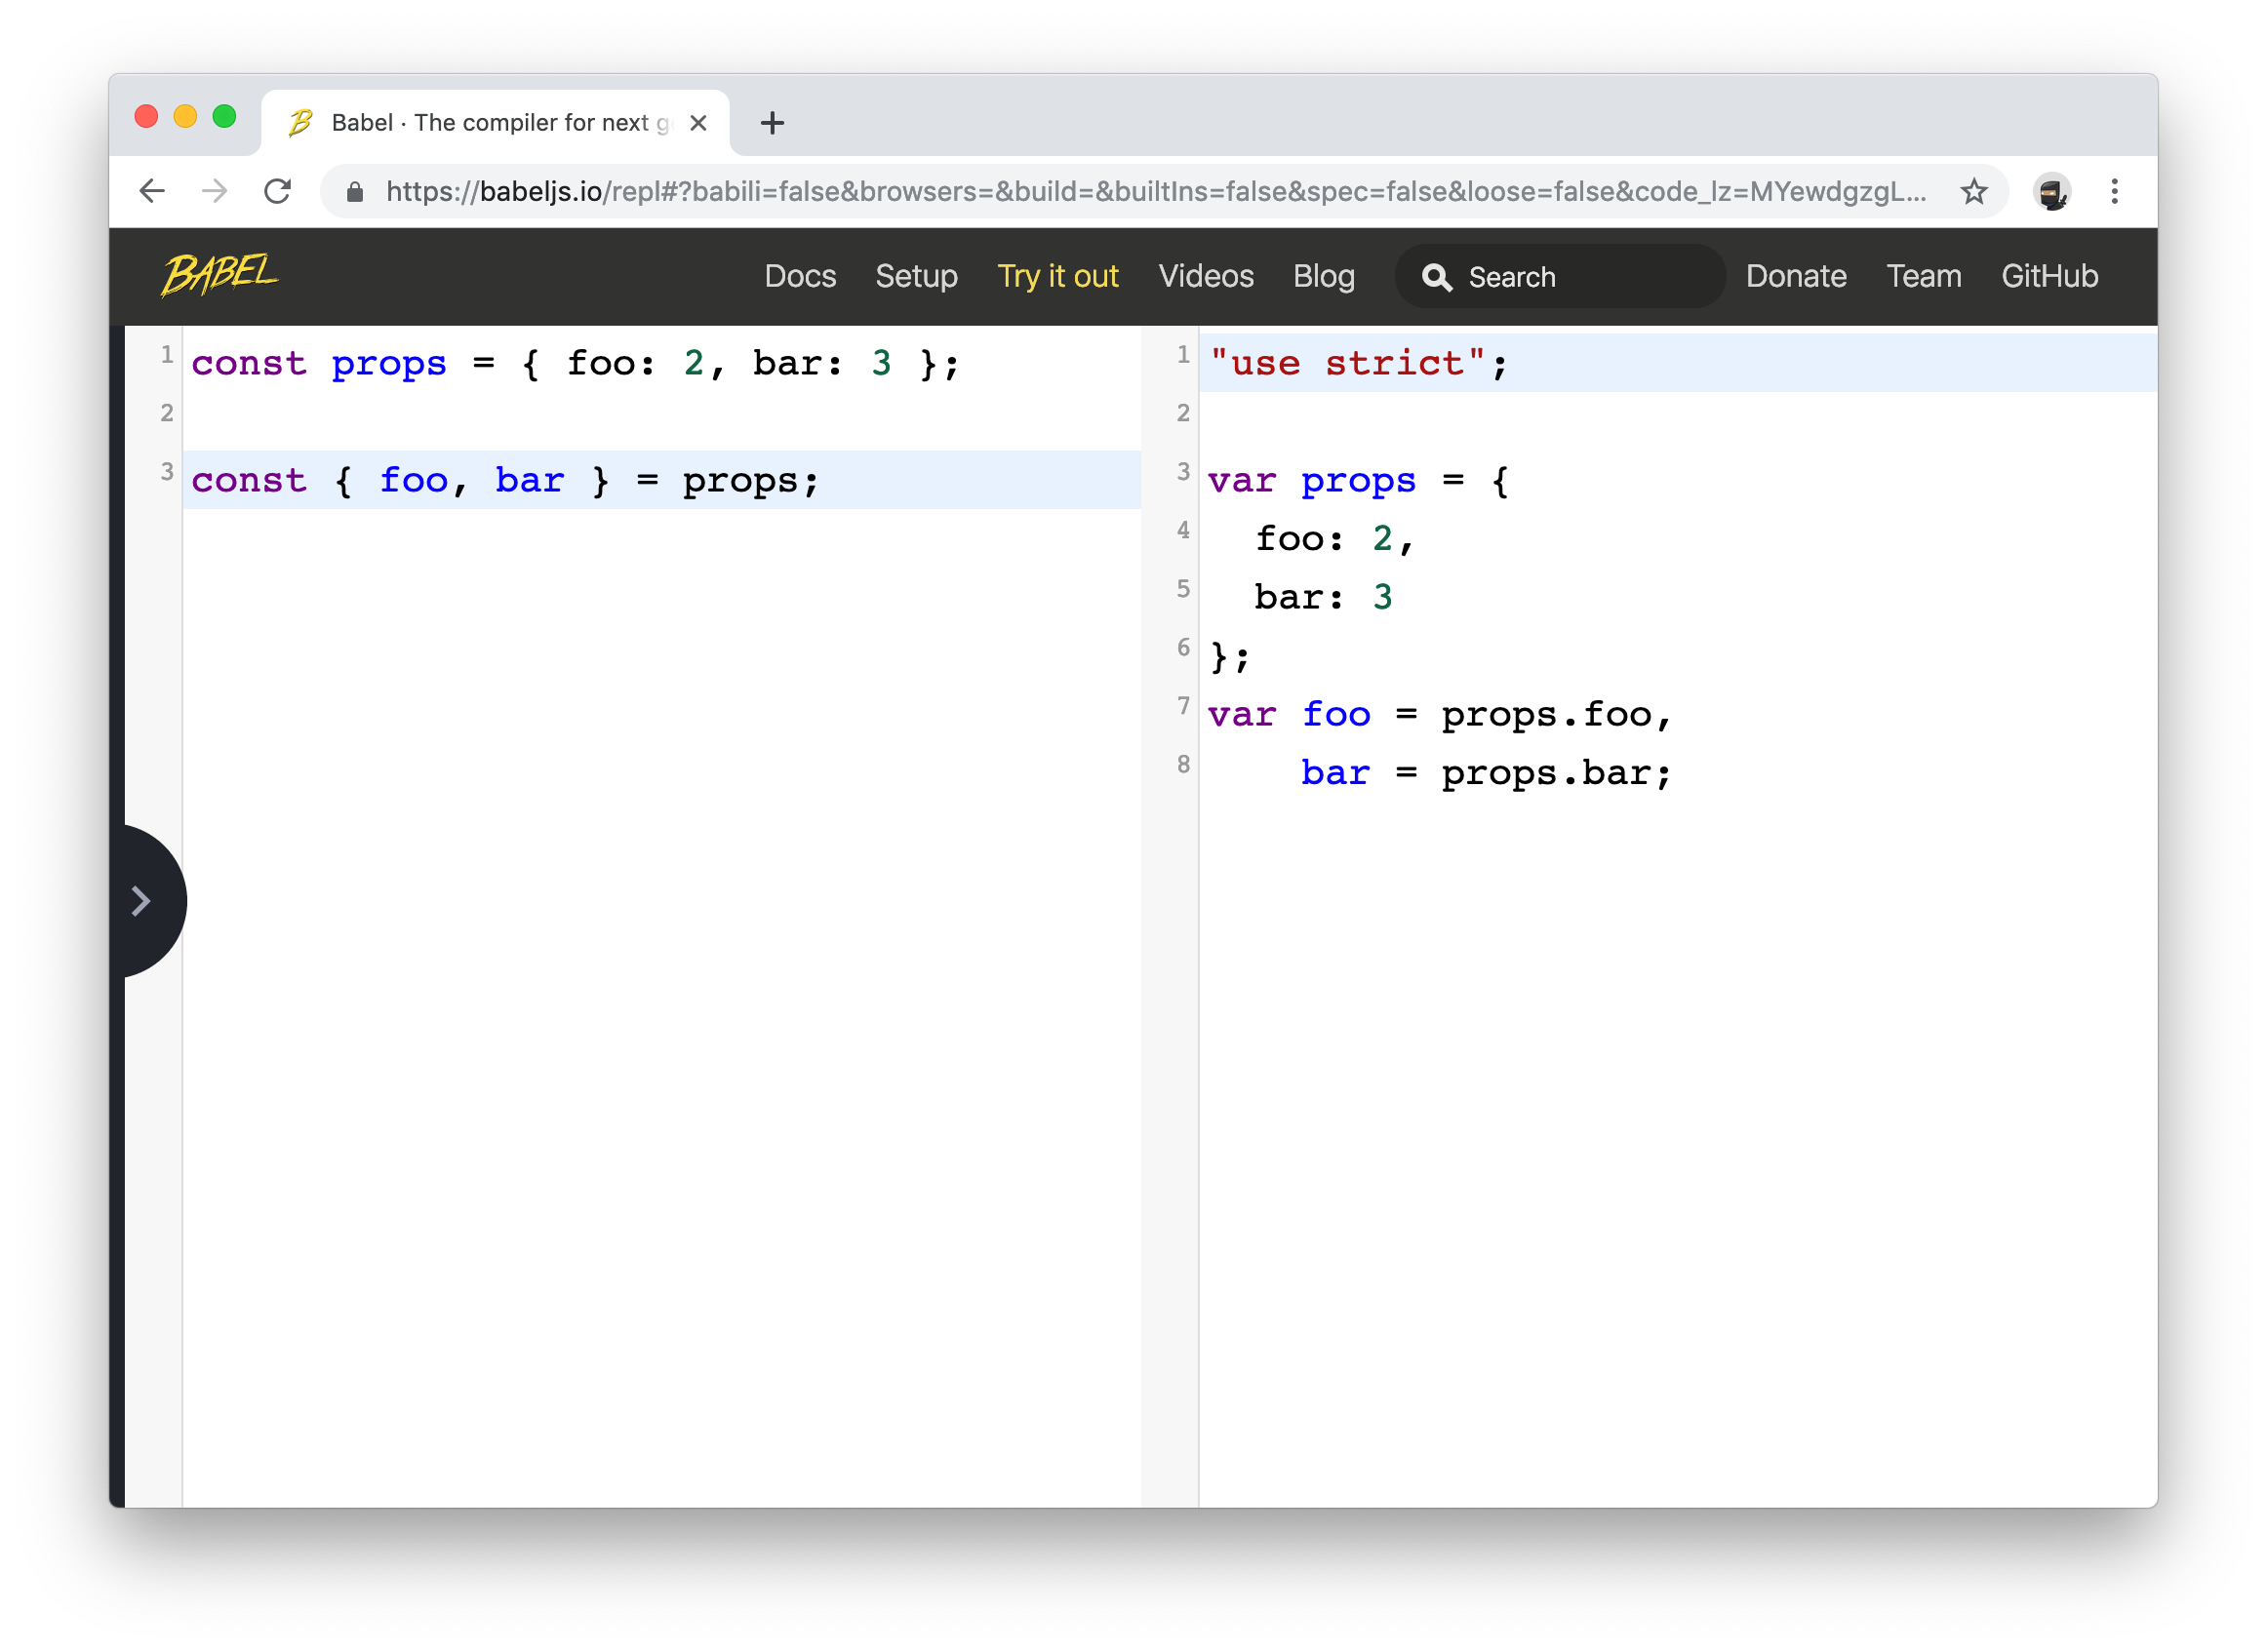 Babel · The compiler for next g
https://babeljs.io/repl#?babili=false&browsers=&build=&builtIns=false&spec=false&loose=false&code_lz=MYewdgzgL...
BABEL Docs Setup Try it out Videos Blog Search Donate Team GitHub
1 const props = { foo: 2, bar: 3 };
2
3 const { foo, bar } = props;
1 "use strict";
2
3 var props = {
4 foo: 2,
5 bar: 3
6 };
7 var foo = props.foo,
8 bar = props.bar;